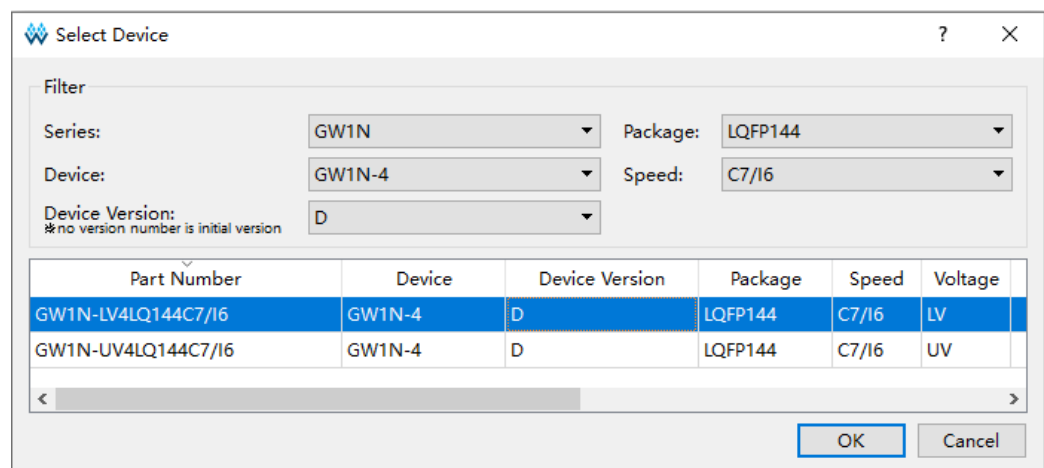 Select Device
?
Filter
Series: GW1N Package: LQFP144
Device: GW1N-4 Speed: C7/I6
Device Version: D
*no version number is initial version
Part Number Device Device Version Package Speed Voltage
GW1N-LV4LQ144C7/I6 GW1N-4 D LQFP144 C7/I6 LV
GW1N-UV4LQ144C7/I6 GW1N-4 D LQFP144 C7/I6 UV
OK Cancel